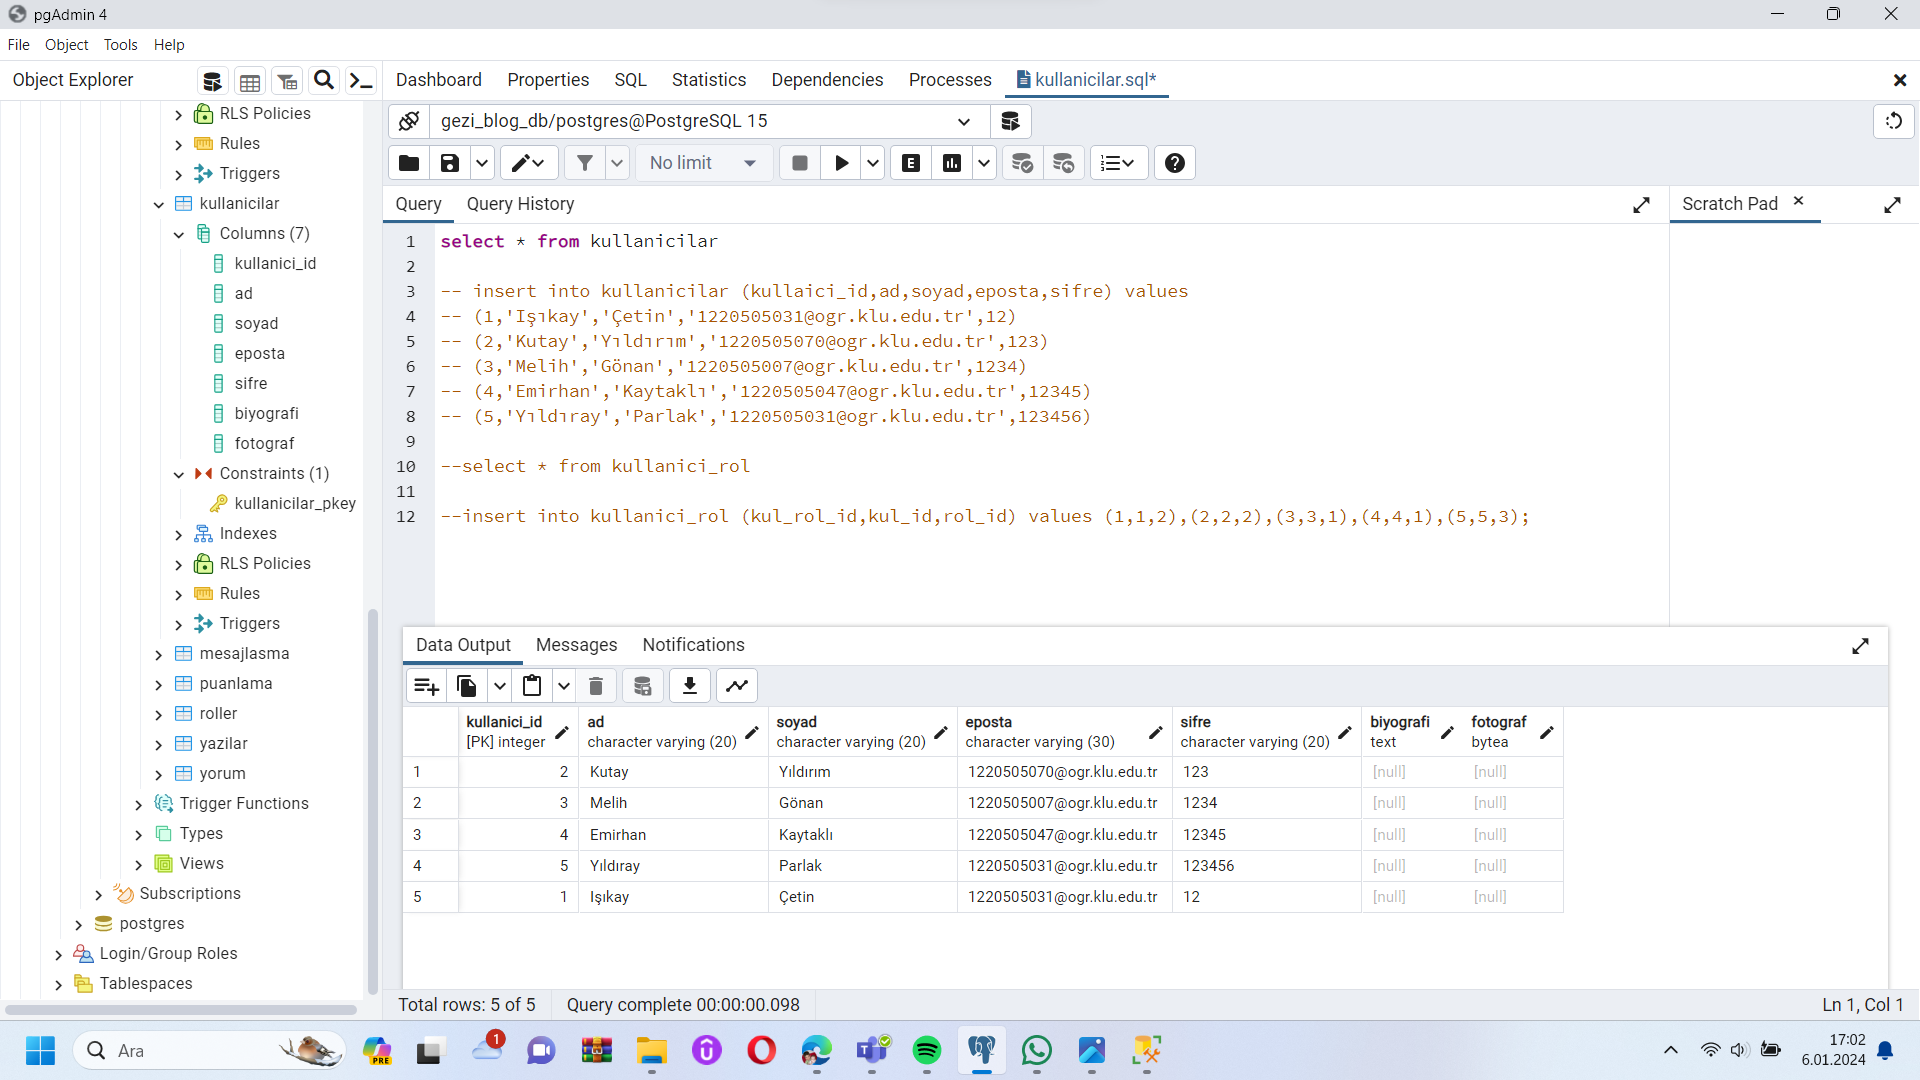 pgAdmin 4
File Object Tools Help
Object Explorer
Dashboard Properties SQL Statistics Dependencies Processes kullanicilar.sql*
RLS Policies
Rules
Triggers
kullanicilar
Columns (7)
kullanici_id
ad
soyad
eposta
sifre
biyografi
fotograf
Constraints (1)
kullanicilar_pkey
Indexes
RLS Policies
Rules
Triggers
mesajlasma
puanlama
roller
yazilar
yorum
Trigger Functions
Types
Views
Subscriptions
postgres
Login/Group Roles
Tablespaces
gezi_blog_db/postgres@PostgreSQL 15
No limit
E
Query Query History
Scratch Pad
1 select * from kullanicilar
2
3 -- insert into kullanicilar (kullaici_id,ad,soyad,eposta,sifre) values
4 -- (1,'Işıkay','Çetin','1220505031@ogr.klu.edu.tr',12)
5 -- (2,'Kutay','Yıldırım','1220505070@ogr.klu.edu.tr',123)
6 -- (3,'Melih','Gönan','1220505007@ogr.klu.edu.tr',1234)
7 -- (4,'Emirhan','Kaytaklı','1220505047@ogr.klu.edu.tr',12345)
8 -- (5,'Yıldıray','Parlak','1220505031@ogr.klu.edu.tr',123456)
9
10 --select * from kullanici_rol
11
12 --insert into kullanici_rol (kul_rol_id,kul_id,rol_id) values (1,1,2),(2,2,2),(3,3,1),(4,4,1),(5,5,3);
Data Output Messages Notifications
kullanici_id ad soyad eposta sifre biyografi fotograf
[PK] integer character varying (20) character varying (20) character varying (30) character varying (20) text bytea
1 2 Kutay Yıldırım 1220505070@ogr.klu.edu.tr 123 [null] [null]
2 3 Melih Gönan 1220505007@ogr.klu.edu.tr 1234 [null] [null]
3 4 Emirhan Kaytaklı 1220505047@ogr.klu.edu.tr 12345 [null] [null]
4 5 Yıldıray Parlak 1220505031@ogr.klu.edu.tr 123456 [null] [null]
5 1 Işıkay Çetin 1220505031@ogr.klu.edu.tr 12 [null] [null]
Total rows: 5 of 5 Query complete 00:00:00.098 Ln 1, Col 1
Ara
PRE
1
17:02
6.01.2024